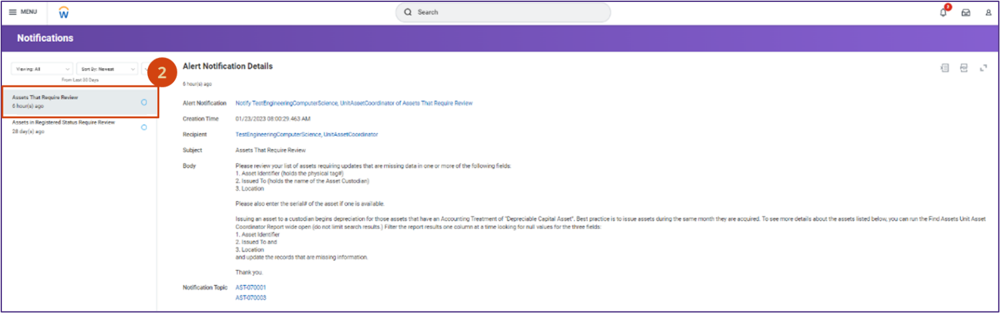 MENU
W
Search
3
Notifications
Viewing: All
Sort By: Newest
From Last 30 Days
2
Assets That Require Review
6 hour(s) ago
Assets in Registered Status Require Review
28 day(s) ago
Alert Notification Details
6 hour(s) ago
Alert Notification Notify TestEngineeringComputerScience, UnitAssetCoordinator of Assets That Require Review
Creation Time 01/23/2023 08:00:29.463 AM
Recipient TestEngineeringComputerScience, UnitAssetCoordinator
Subject Assets That Require Review
Body Please review your list of assets requiring updates that are missing data in one or more of the following fields:
1. Asset Identifier (holds the physical tag#)
2. Issued To (holds the name of the Asset Custodian)
3. Location
Please also enter the serial# of the asset if one is available.
Issuing an asset to a custodian begins depreciation for those assets that have an Accounting Treatment of "Depreciable Capital Asset". Best practice is to issue assets during the same month they are acquired. To see more details about the assets listed below, you can run the Find Assets Unit Asset
Coordinator Report wide open (do not limit search results.) Filter the report results one column at a time looking for null values for the three fields:
1. Asset Identifier
2. Issued To and
3. Location
and update the records that are missing information.
Thank you.
Notification Topic AST-070001
AST-070003